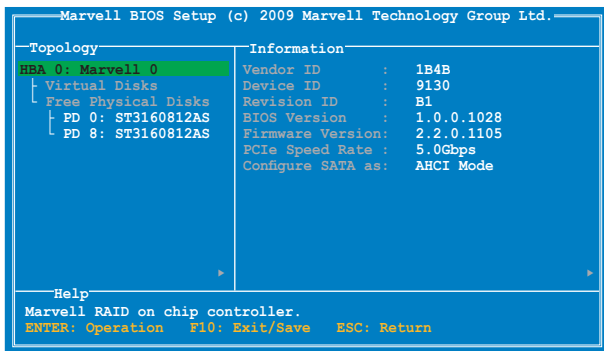 Marvell BIOS Setup (c) 2009 Marvell Technology Group Ltd.
Topology
HBA 0: Marvell 0
Virtual Disks
Free Physical Disks
PD 0: ST3160812AS
PD 8: ST3160812AS
Information
Vendor ID : 1B4B
Device ID : 9130
Revision ID : B1
BIOS Version : 1.0.0.1028
Firmware Version: 2.2.0.1105
PCIe Speed Rate : 5.0Gbps
Configure SATA as: AHCI Mode
Help
Marvell RAID on chip controller.
ENTER: Operation F10: Exit/Save ESC: Return